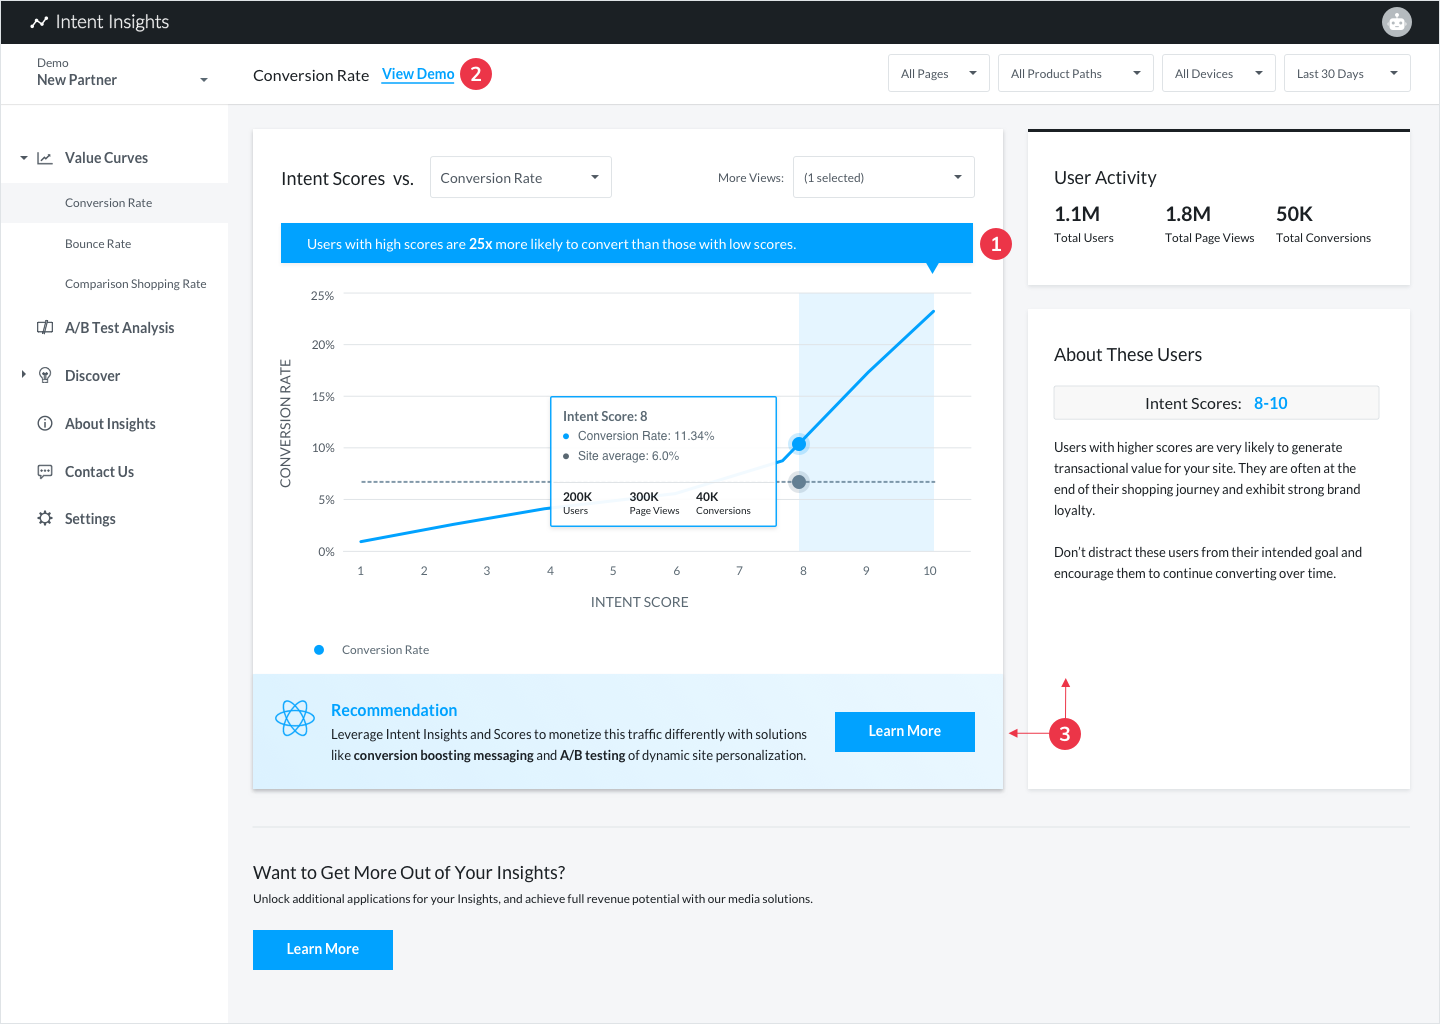 Intent Insights
Demo
New Partner
Conversion Rate View Demo 2
All Pages
All Product Paths
All Devices
Last 30 Days
Value Curves
Conversion Rate
Bounce Rate
Comparison Shopping Rate
A/B Test Analysis
Discover
About Insights
Contact Us
Settings
Intent Scores vs. Conversion Rate
More Views: (1 selected)
Users with high scores are 25x more likely to convert than those with low scores.
1
CONVERSION RATE
25%
20%
15%
10%
5%
0%
Intent Score: 8
Conversion Rate: 11.34%
Site average: 6.0%
200K 300K 40K
Users Page Views Conversions
1 2 3 4 5 6 7 8 9 10
INTENT SCORE
Conversion Rate
Recommendation
Leverage Intent Insights and Scores to monetize this traffic differently with solutions
like conversion boosting messaging and A/B testing of dynamic site personalization.
Learn More
User Activity
1.1M 1.8M 50K
Total Users Total Page Views Total Conversions
About These Users
Intent Scores: 8-10
Users with higher scores are very likely to generate
transactional value for your site. They are often at the
end of their shopping journey and exhibit strong brand
loyalty.
Don't distract these users from their intended goal and
encourage them to continue converting over time.
3
Want to Get More Out of Your Insights?
Unlock additional applications for your Insights, and achieve full revenue potential with our media solutions.
Learn More